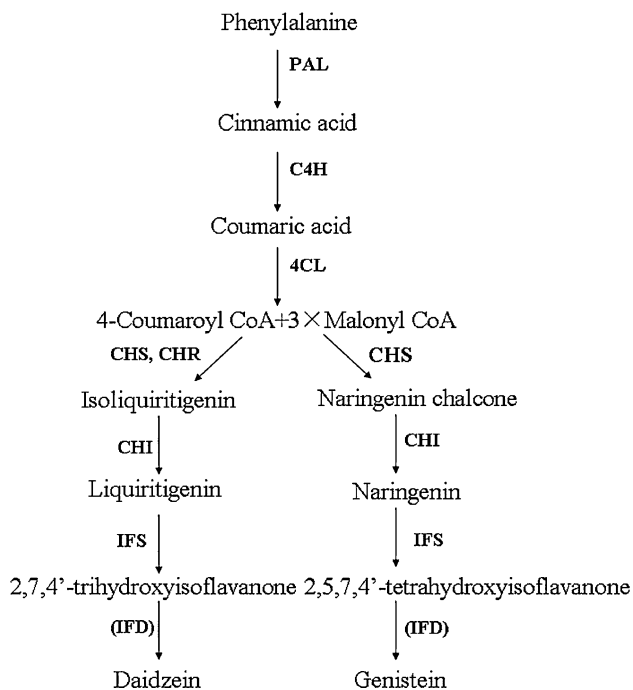 Phenylalanine
PAL
Cinnamic acid
C4H
Coumaric acid
4CL
4-Coumaroyl CoA+3×Malonyl CoA
CHS, CHR CHS
Isoliquiritigenin Naringenin chalcone
CHI CHI
Liquiritigenin Naringenin
IFS IFS
2,7,4’-trihydroxyisoflavanone 2,5,7,4’-tetrahydroxyisoflavanone
(IFD) (IFD)
Daidzein Genistein